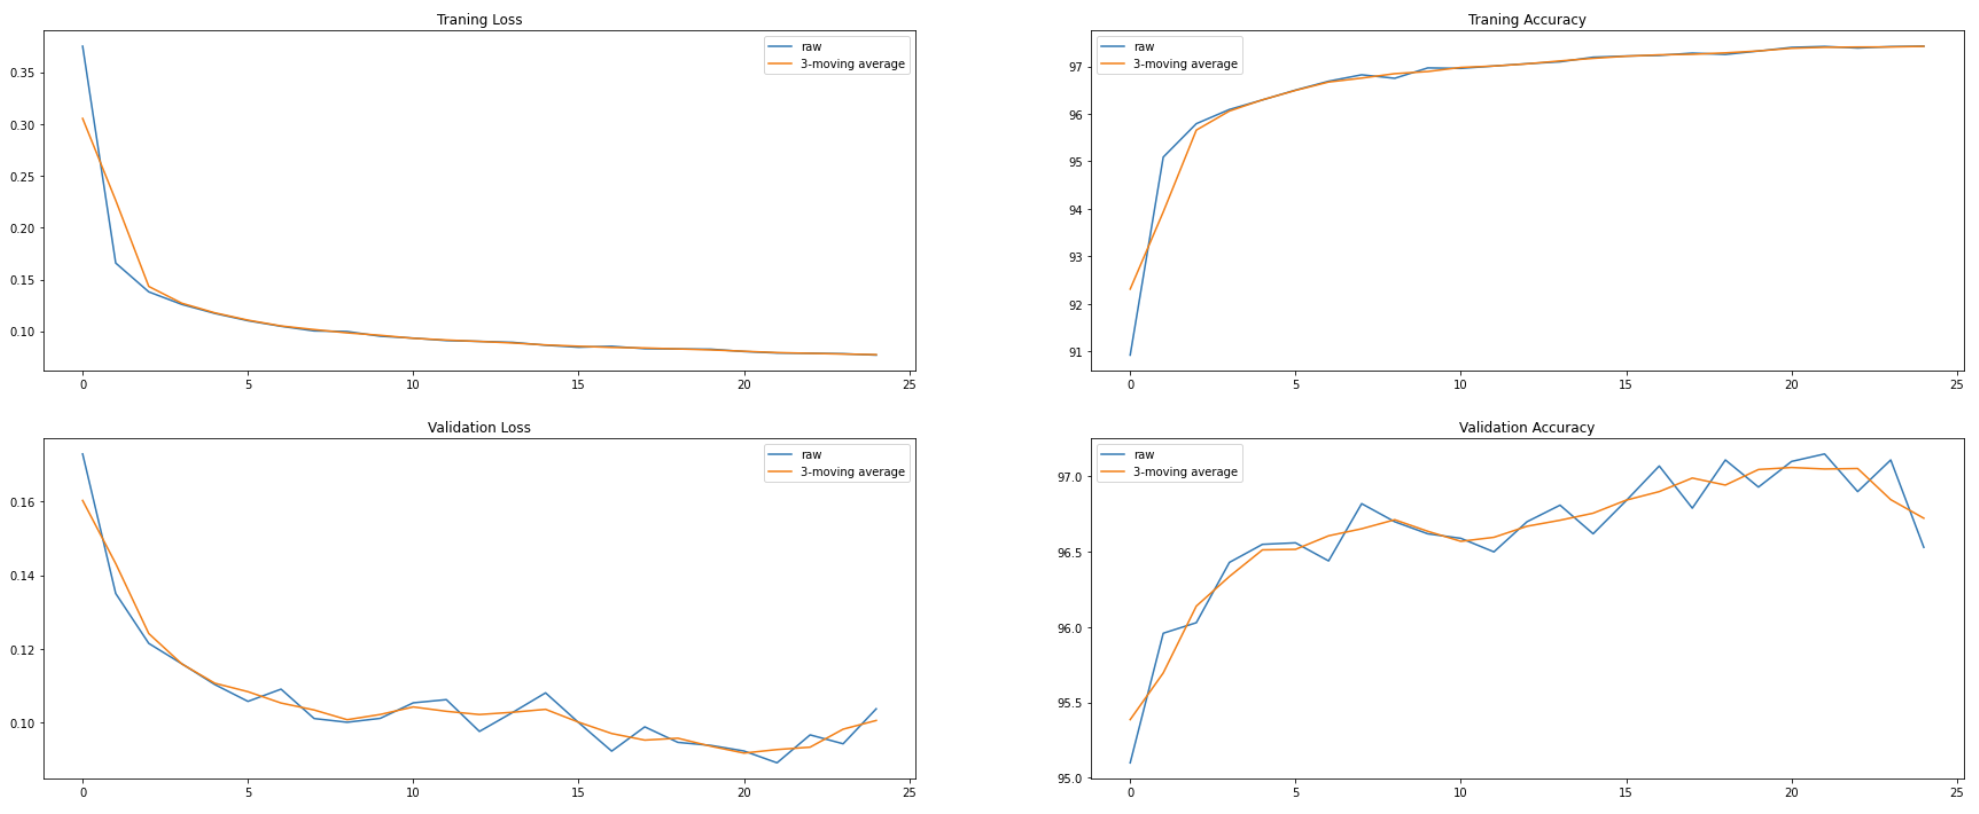 Traning Loss
raw
3-moving average
0.35
0.30
0.25
0.20
0.15
0.10
0 5 10 15 20 25
Traning Accuracy
raw
3-moving average
97
96
95
94
93
92
91
0 5 10 15 20 25
Validation Loss
raw
3-moving average
0.16
0.14
0.12
0.10
0 5 10 15 20 25
Validation Accuracy
raw
3-moving average
97.0
96.5
96.0
95.5
95.0
0 5 10 15 20 25